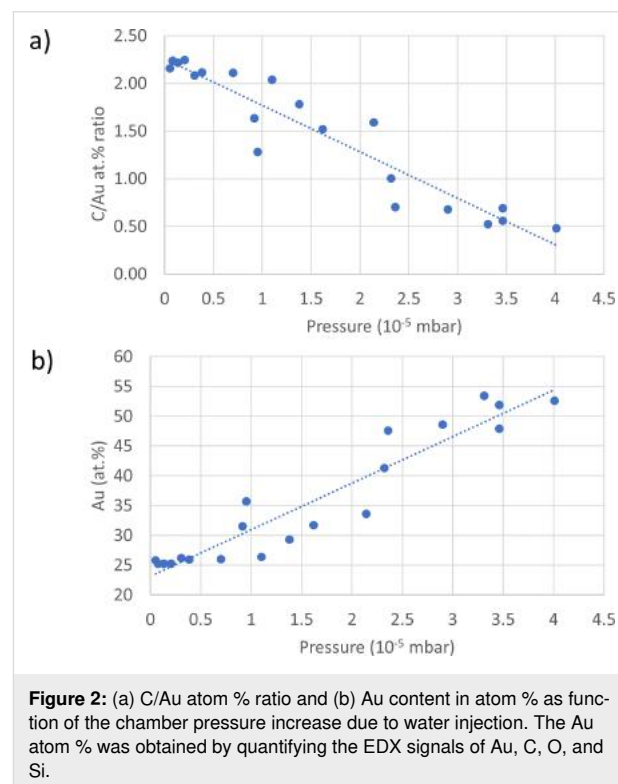 a)
2.50
2.00
1.50
1.00
0.50
0.00
C/Au at.% ratio
0 0.5 1 1.5 2 2.5 3 3.5 4 4.5
Pressure (10⁻⁵ mbar)
b)
60
55
50
45
40
35
30
25
20
Au (at.%)
0 0.5 1 1.5 2 2.5 3 3.5 4 4.5
Pressure (10⁻⁵ mbar)
Figure 2: (a) C/Au atom % ratio and (b) Au content in atom % as func-
tion of the chamber pressure increase due to water injection. The Au
atom % was obtained by quantifying the EDX signals of Au, C, O, and
Si.